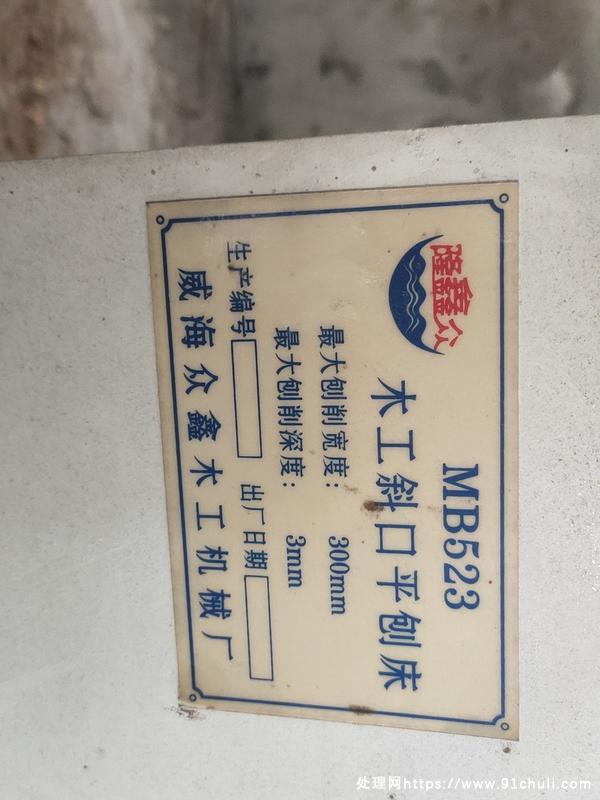 隆鑫众
MB523
木工斜口平刨床
最大刨削宽度： 300mm
最大刨削深度： 3mm
生产编号 出厂日期
威海众鑫木工机械厂
处理网https://www.91chuli.com